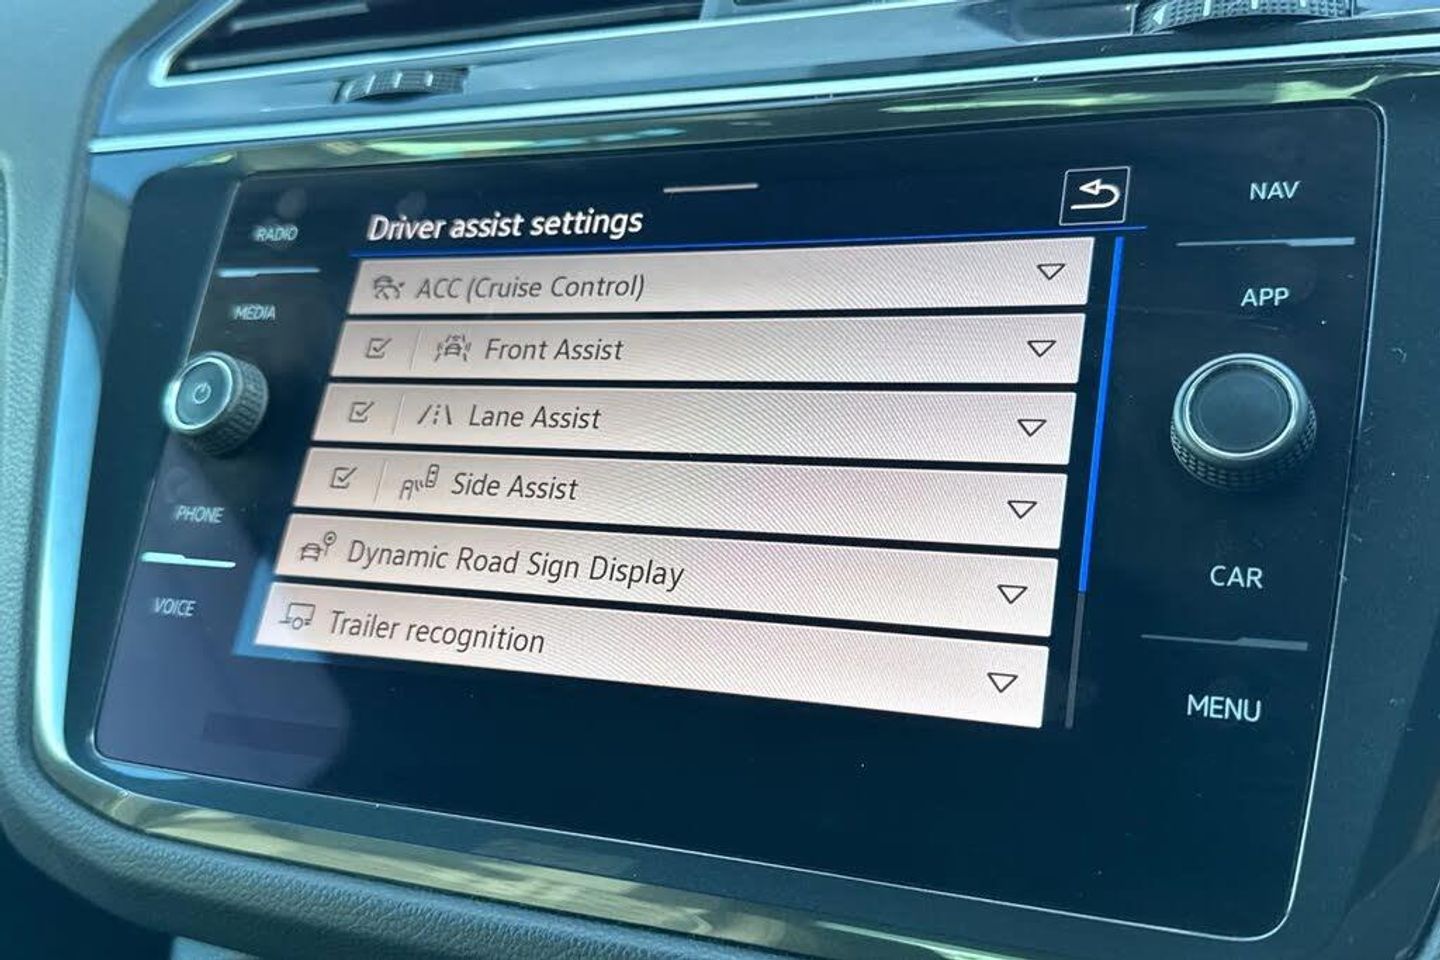 RADIO
MEDIA
PHONE
VOICE
Driver assist settings
ACC (Cruise Control)
Front Assist
Lane Assist
Side Assist
Dynamic Road Sign Display
Trailer recognition
NAV
APP
CAR
MENU